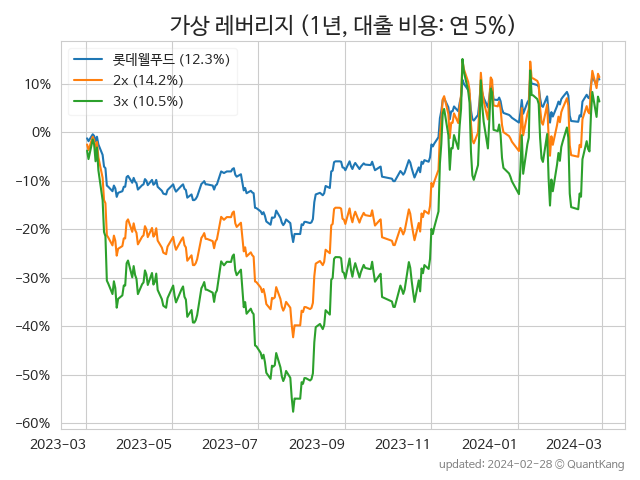 가상 레버리지 (1년, 대출 비용: 연 5%)
롯데웰푸드 (12.3%)
2x (14.2%)
3x (10.5%)
10%
0%
−10%
−20%
−30%
−40%
−50%
−60%
2023-03 2023-05 2023-07 2023-09 2023-11 2024-01 2024-03
updated: 2024-02-28 ⓒ QuantKang